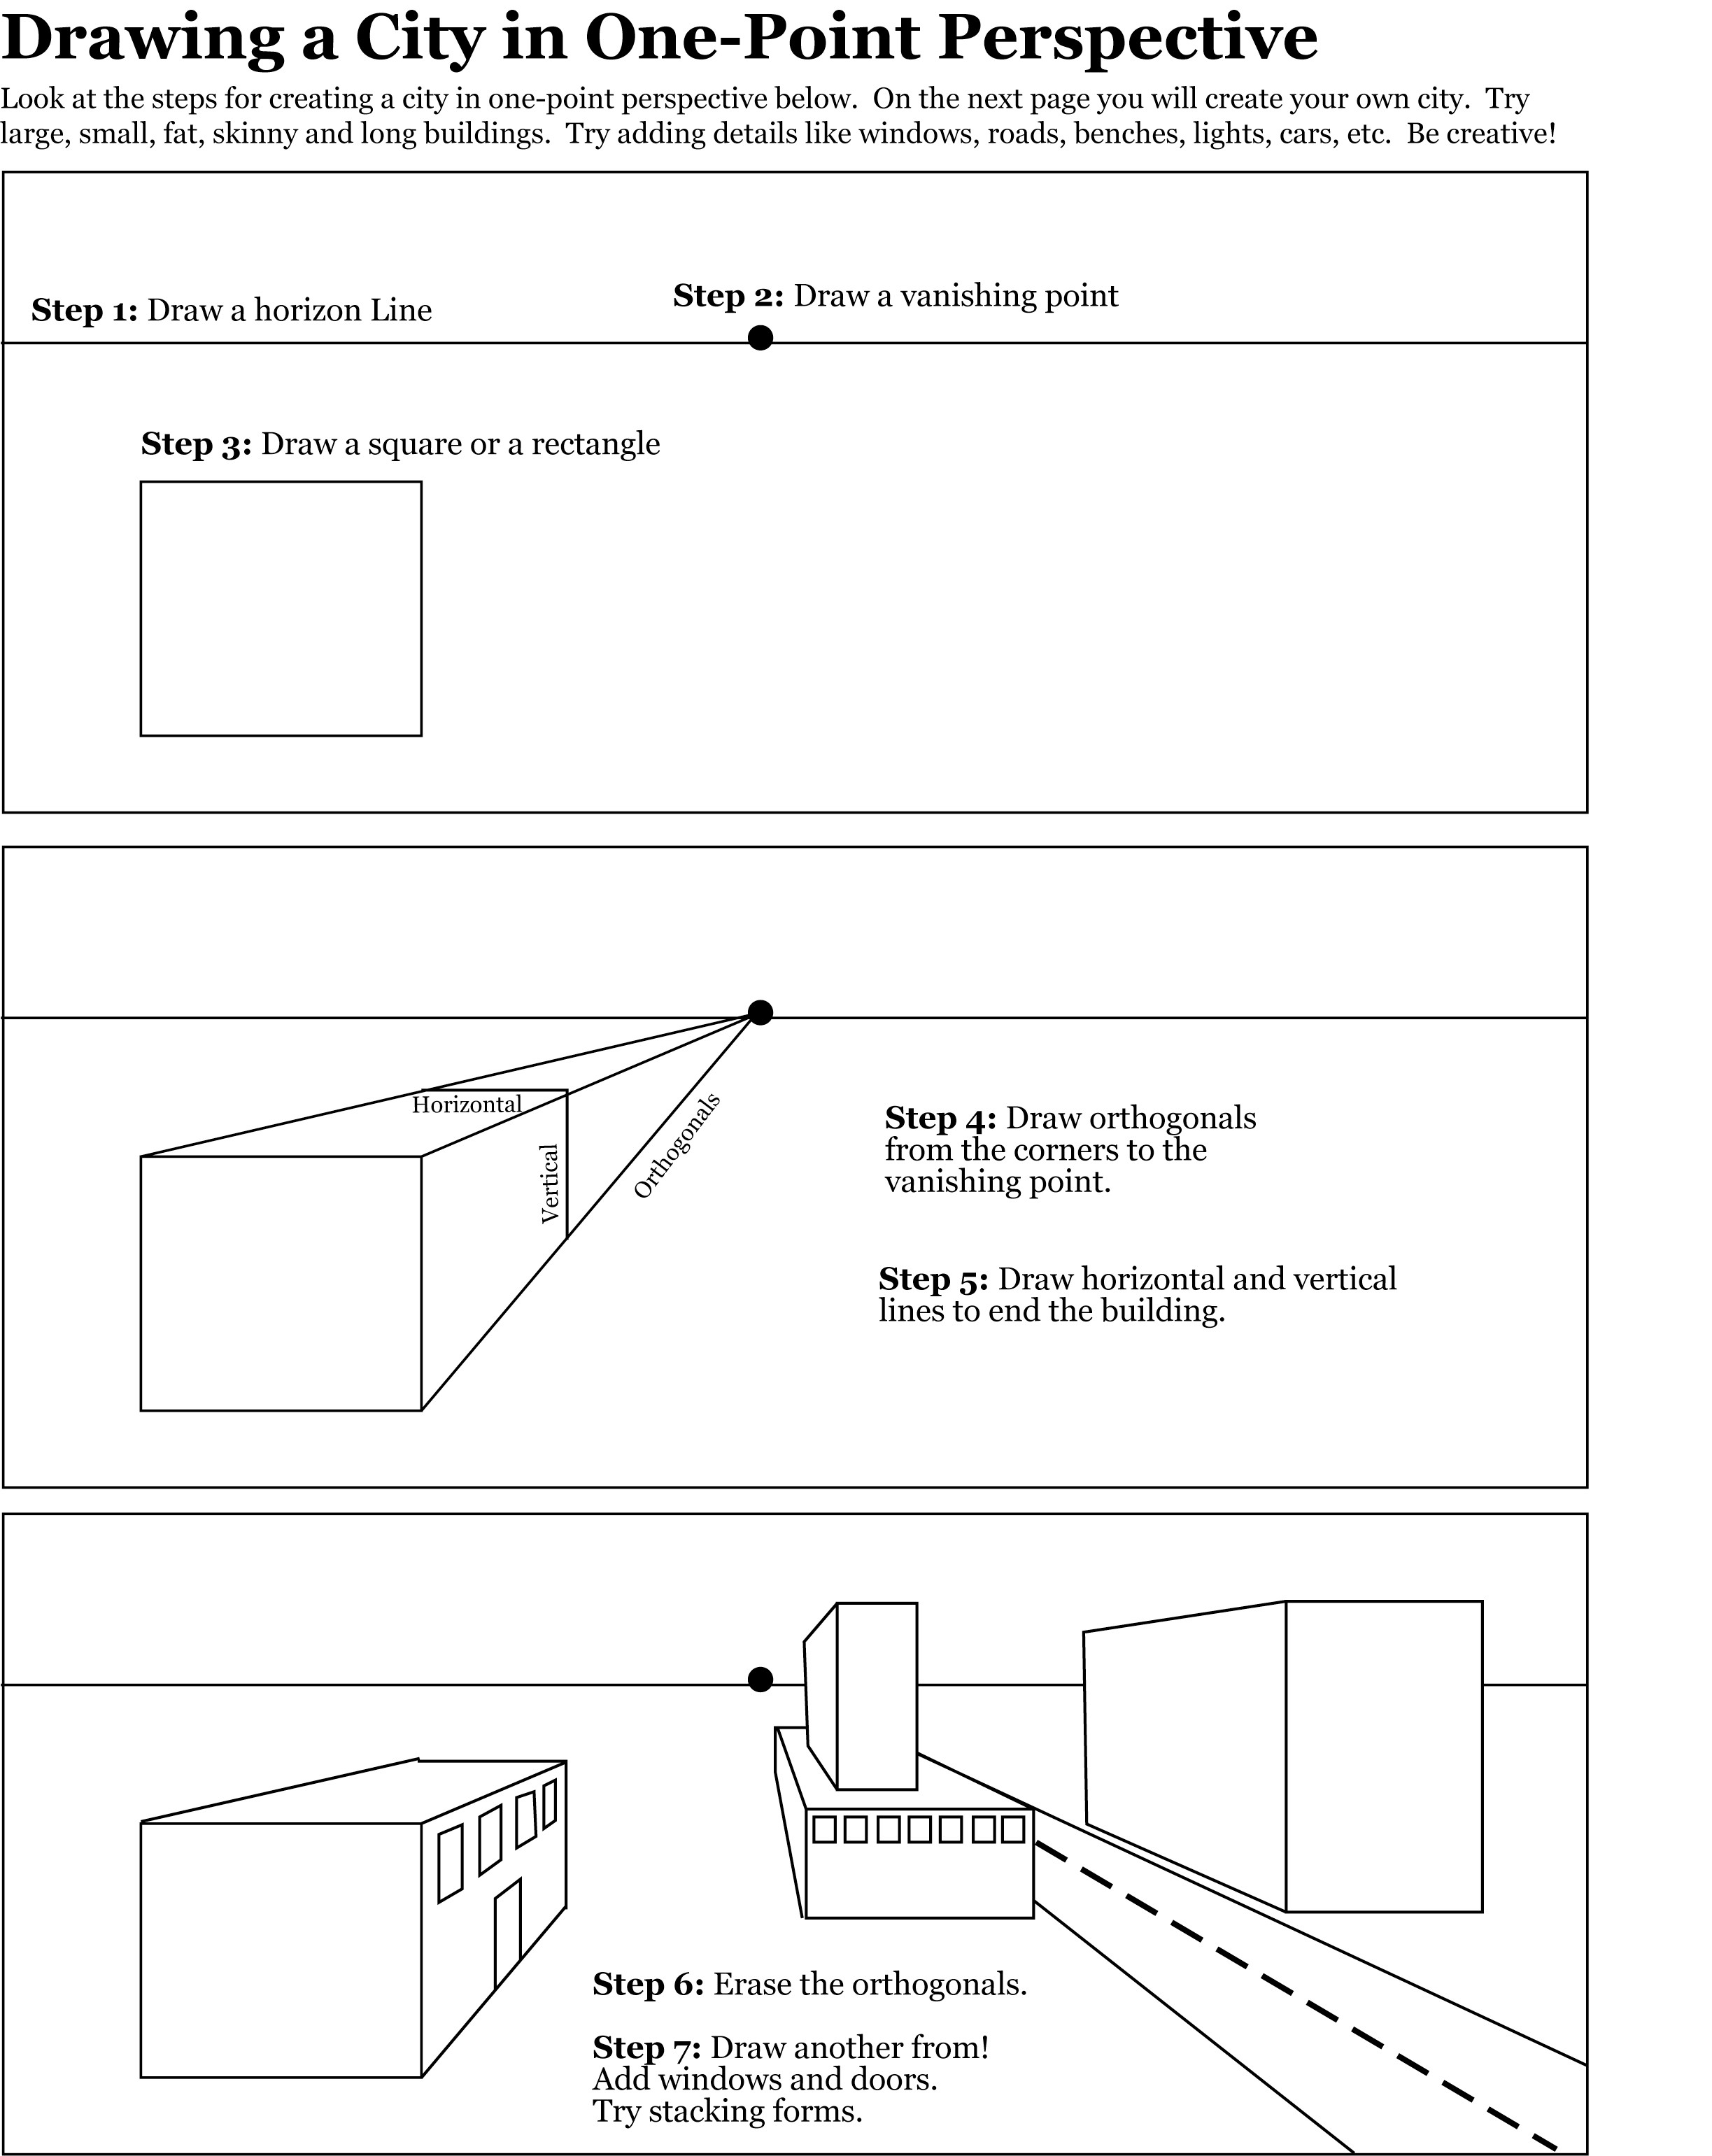 Drawing a City in One-Point Perspective
Look at the steps for creating a city in one-point perspective below.  On the next page you will create your own city.  Try
large, small, fat, skinny and long buildings.  Try adding details like windows, roads, benches, lights, cars, etc.  Be creative!
Step 1: Draw a horizon Line
Step 2: Draw a vanishing point
Step 3: Draw a square or a rectangle
Horizontal
Vertical
Orthogonals
Step 4: Draw orthogonals
from the corners to the
vanishing point.
Step 5: Draw horizontal and vertical
lines to end the building.
Step 6: Erase the orthogonals.
Step 7: Draw another from!
Add windows and doors.
Try stacking forms.